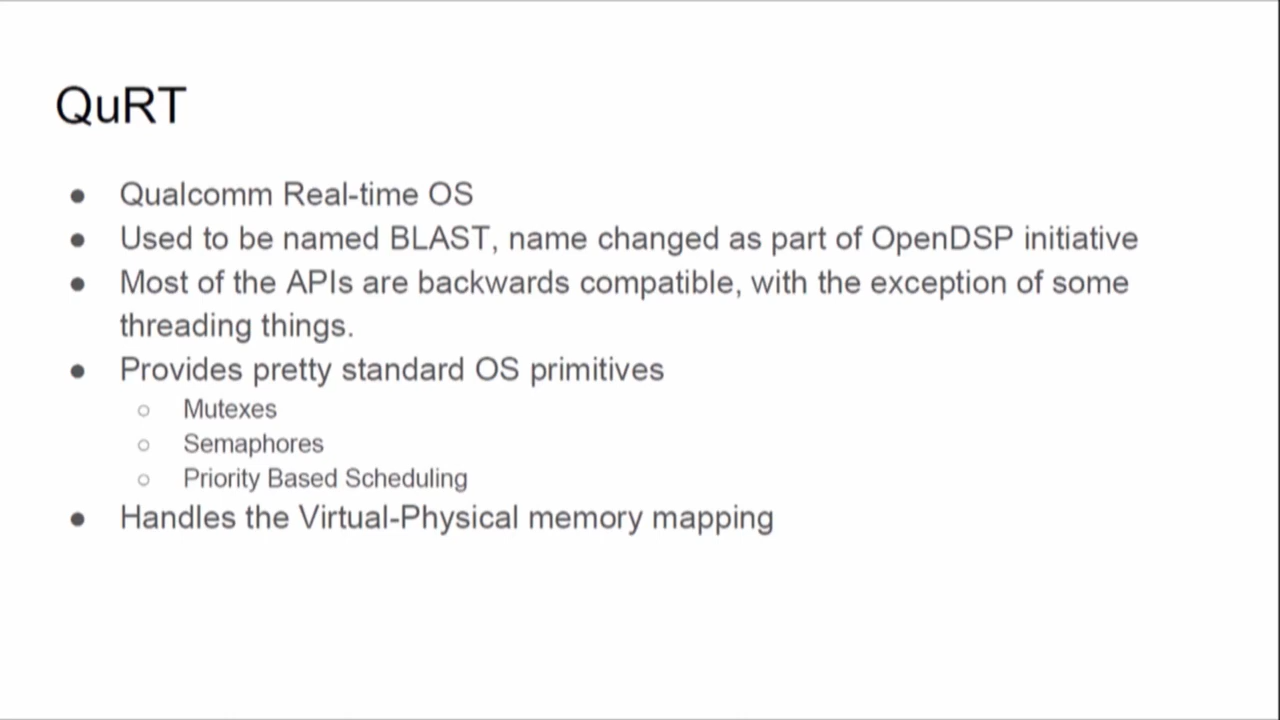 QuRT
● Qualcomm Real-time OS
● Used to be named BLAST, name changed as part of OpenDSP initiative
● Most of the APIs are backwards compatible, with the exception of some
threading things.
● Provides pretty standard OS primitives
○ Mutexes
○ Semaphores
○ Priority Based Scheduling
● Handles the Virtual-Physical memory mapping